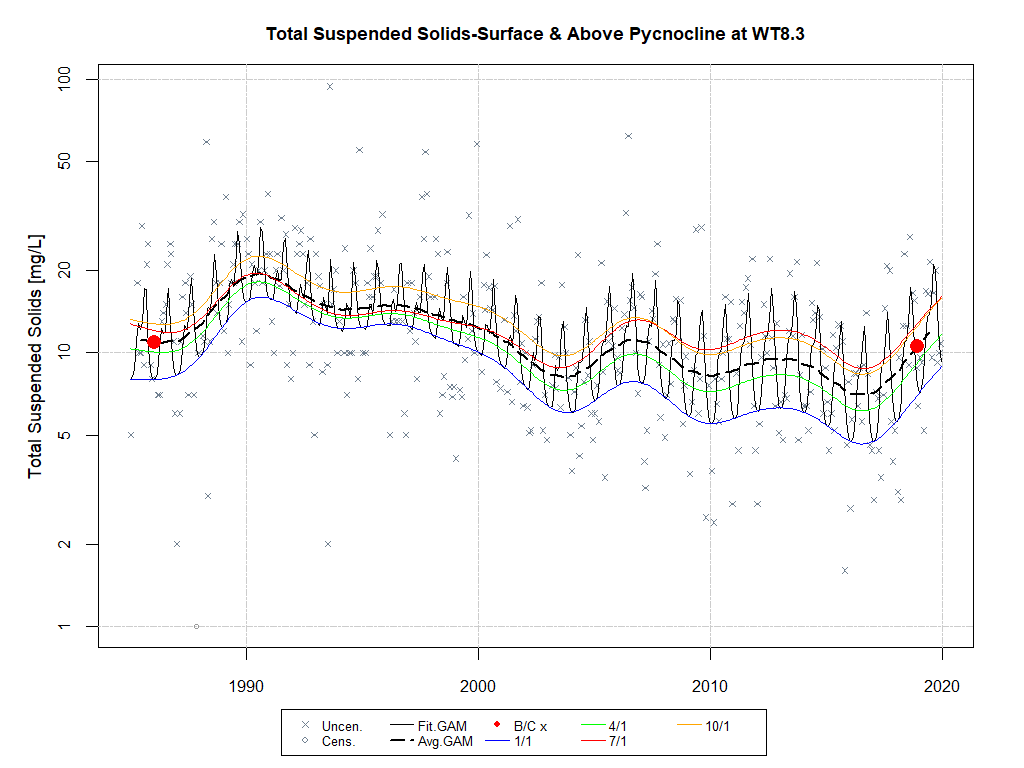 Total Suspended Solids-Surface & Above Pycnocline at WT8.3
Total Suspended Solids [mg/L]
100
50
20
10
5
2
1
1990 2000 2010 2020
Uncen. Fit.GAM B/C x 4/1 10/1
Cens. Avg.GAM 1/1 7/1